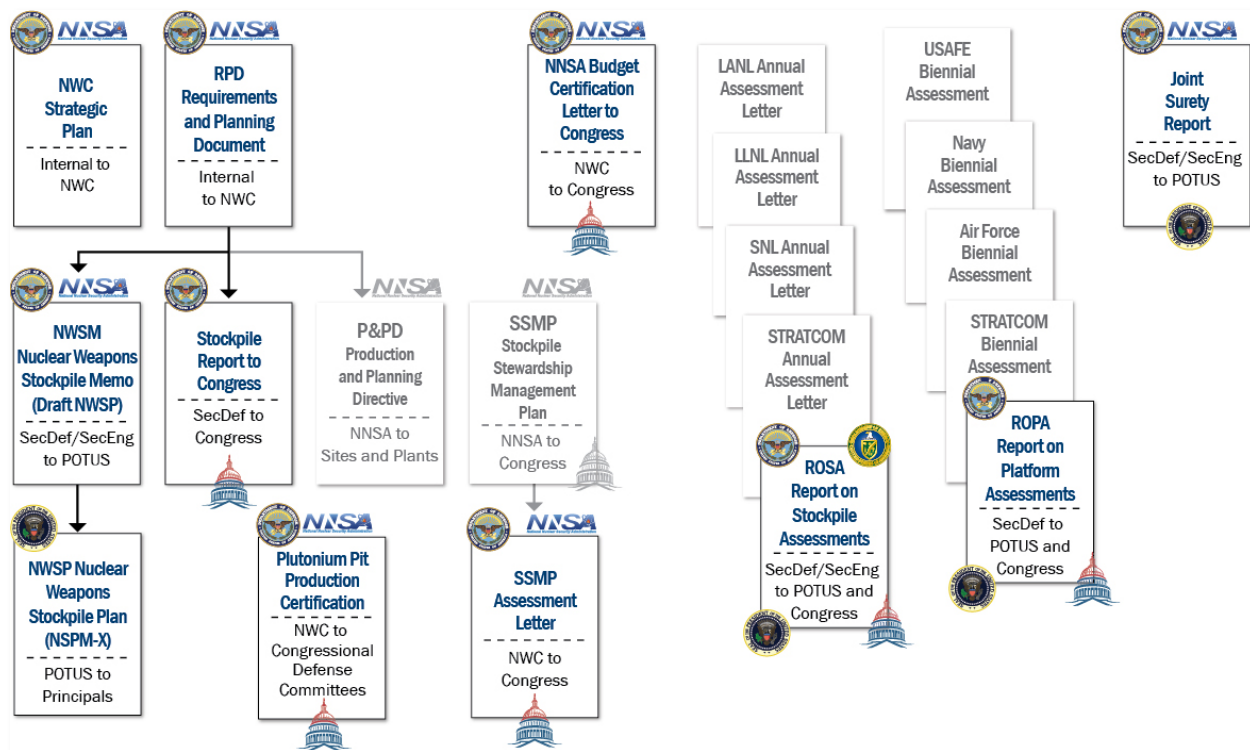 NNSA
NWC
Strategic
Plan
Internal to
NWC
NNSA
RPD
Requirements
and Planning
Document
Internal
to NWC
NNSA
NNSA Budget
Certification
Letter to
Congress
NWC
to Congress
LANL Annual
Assessment
Letter
LLNL Annual
Assessment
Letter
SNL Annual
Assessment
Letter
STRATCOM
Annual
Assessment
Letter
ROSA
Report on
Stockpile
Assessments
SecDef/SecEng
to POTUS and
Congress
USAFE
Biennial
Assessment
Navy
Biennial
Assessment
Air Force
Biennial
Assessment
STRATCOM
Biennial
Assessment
ROPA
Report on
Platform
Assessments
SecDef to
POTUS and
Congress
NNSA
Joint
Surety
Report
SecDef/SecEng
to POTUS
NNSA
NWSM
Nuclear Weapons
Stockpile Memo
(Draft NWSP)
SecDef/SecEng
to POTUS
Stockpile
Report to
Congress
SecDef to
Congress
NNSA
P&PD
Production
and Planning
Directive
NNSA to
Sites and Plants
NNSA
SSMP
Stockpile
Stewardship
Management
Plan
NNSA to
Congress
NWSP Nuclear
Weapons
Stockpile Plan
(NSPM-X)
POTUS to
Principals
NNSA
Plutonium Pit
Production
Certification
NWC to
Congressional
Defense
Committees
NNSA
SSMP
Assessment
Letter
NWC to
Congress